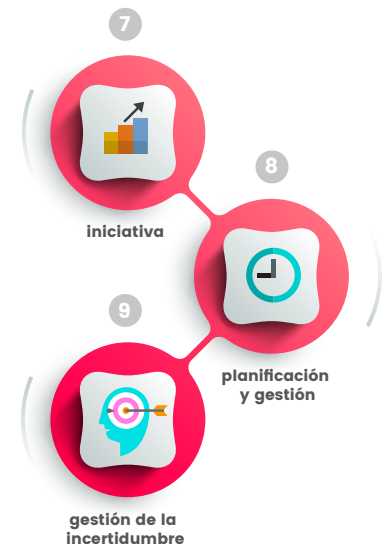 7
iniciativa
8
planificación
y gestión
9
gestión de la
incertidumbre